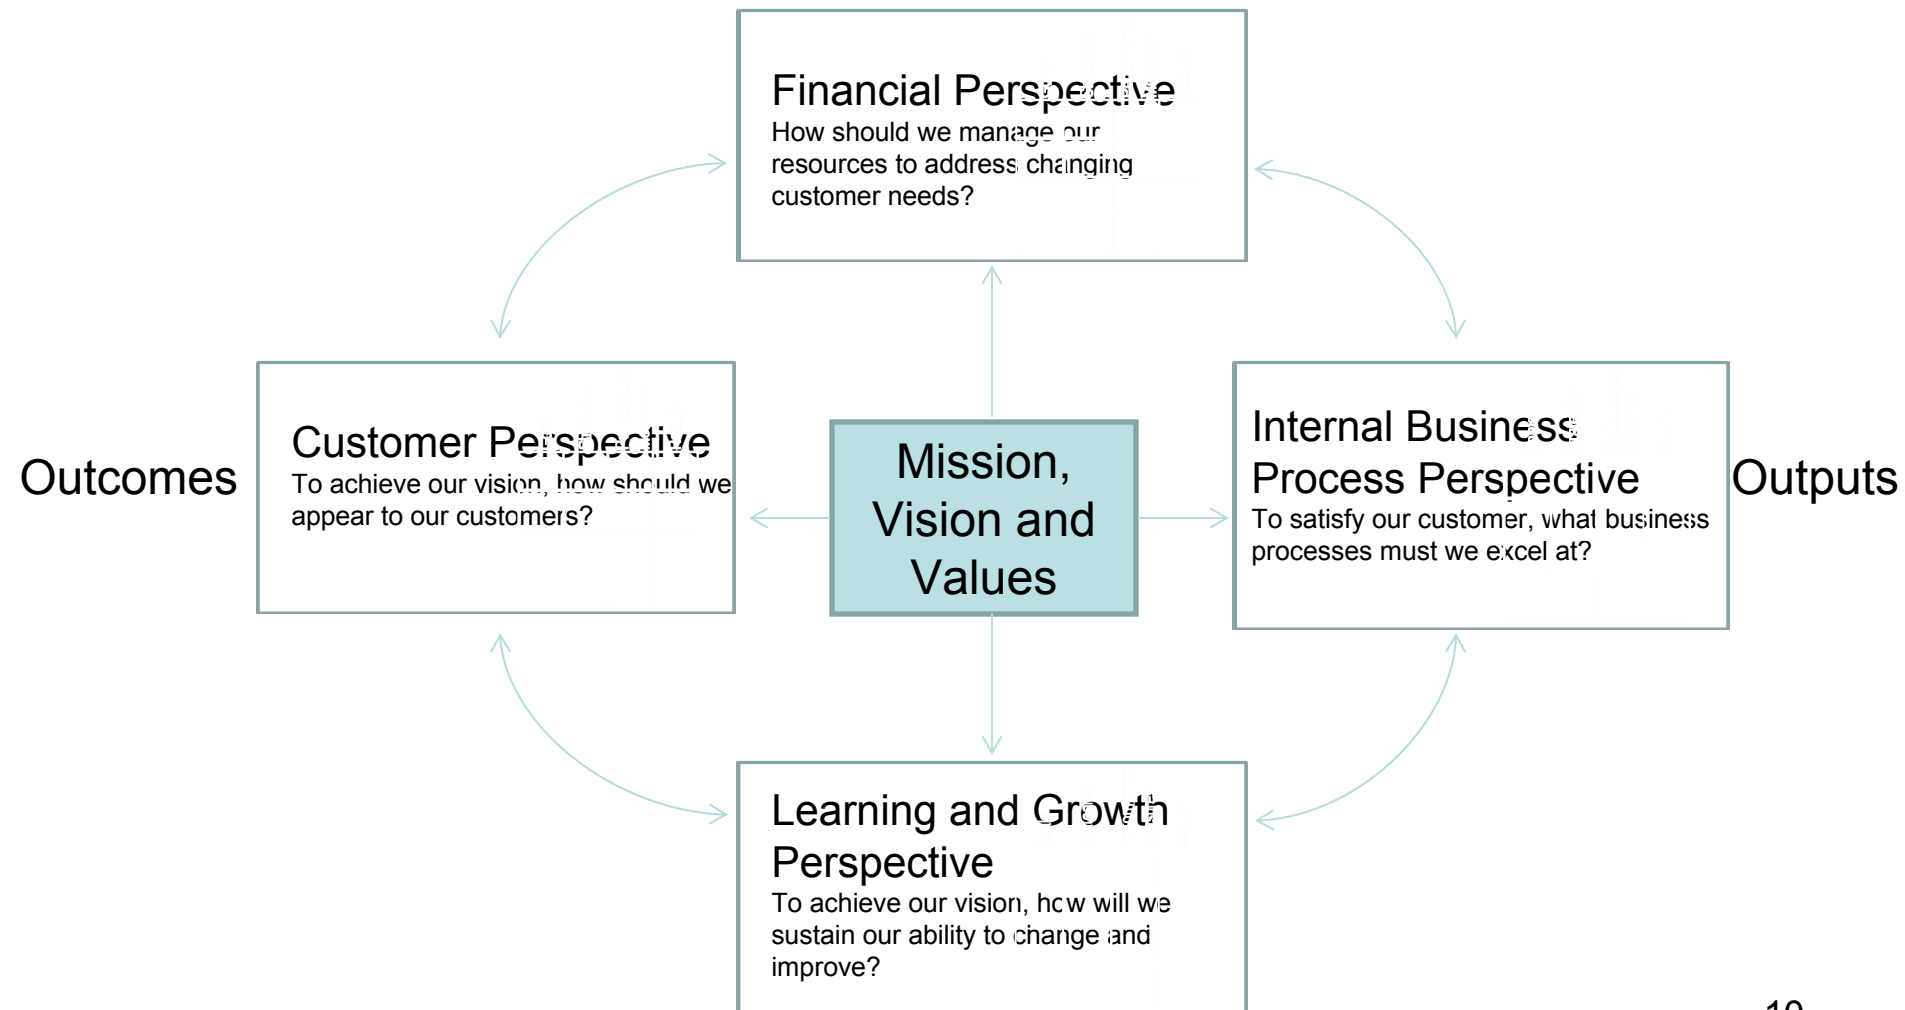 Financial Perspective
How should we manage our
resources to address changing
customer needs?
Outcomes
Customer Perspective
To achieve our vision, how should we
appear to our customers?
Mission,
Vision and
Values
Internal Business
Process Perspective
To satisfy our customer, what business
processes must we excel at?
Outputs
Learning and Growth
Perspective
To achieve our vision, how will we
sustain our ability to change and
improve?